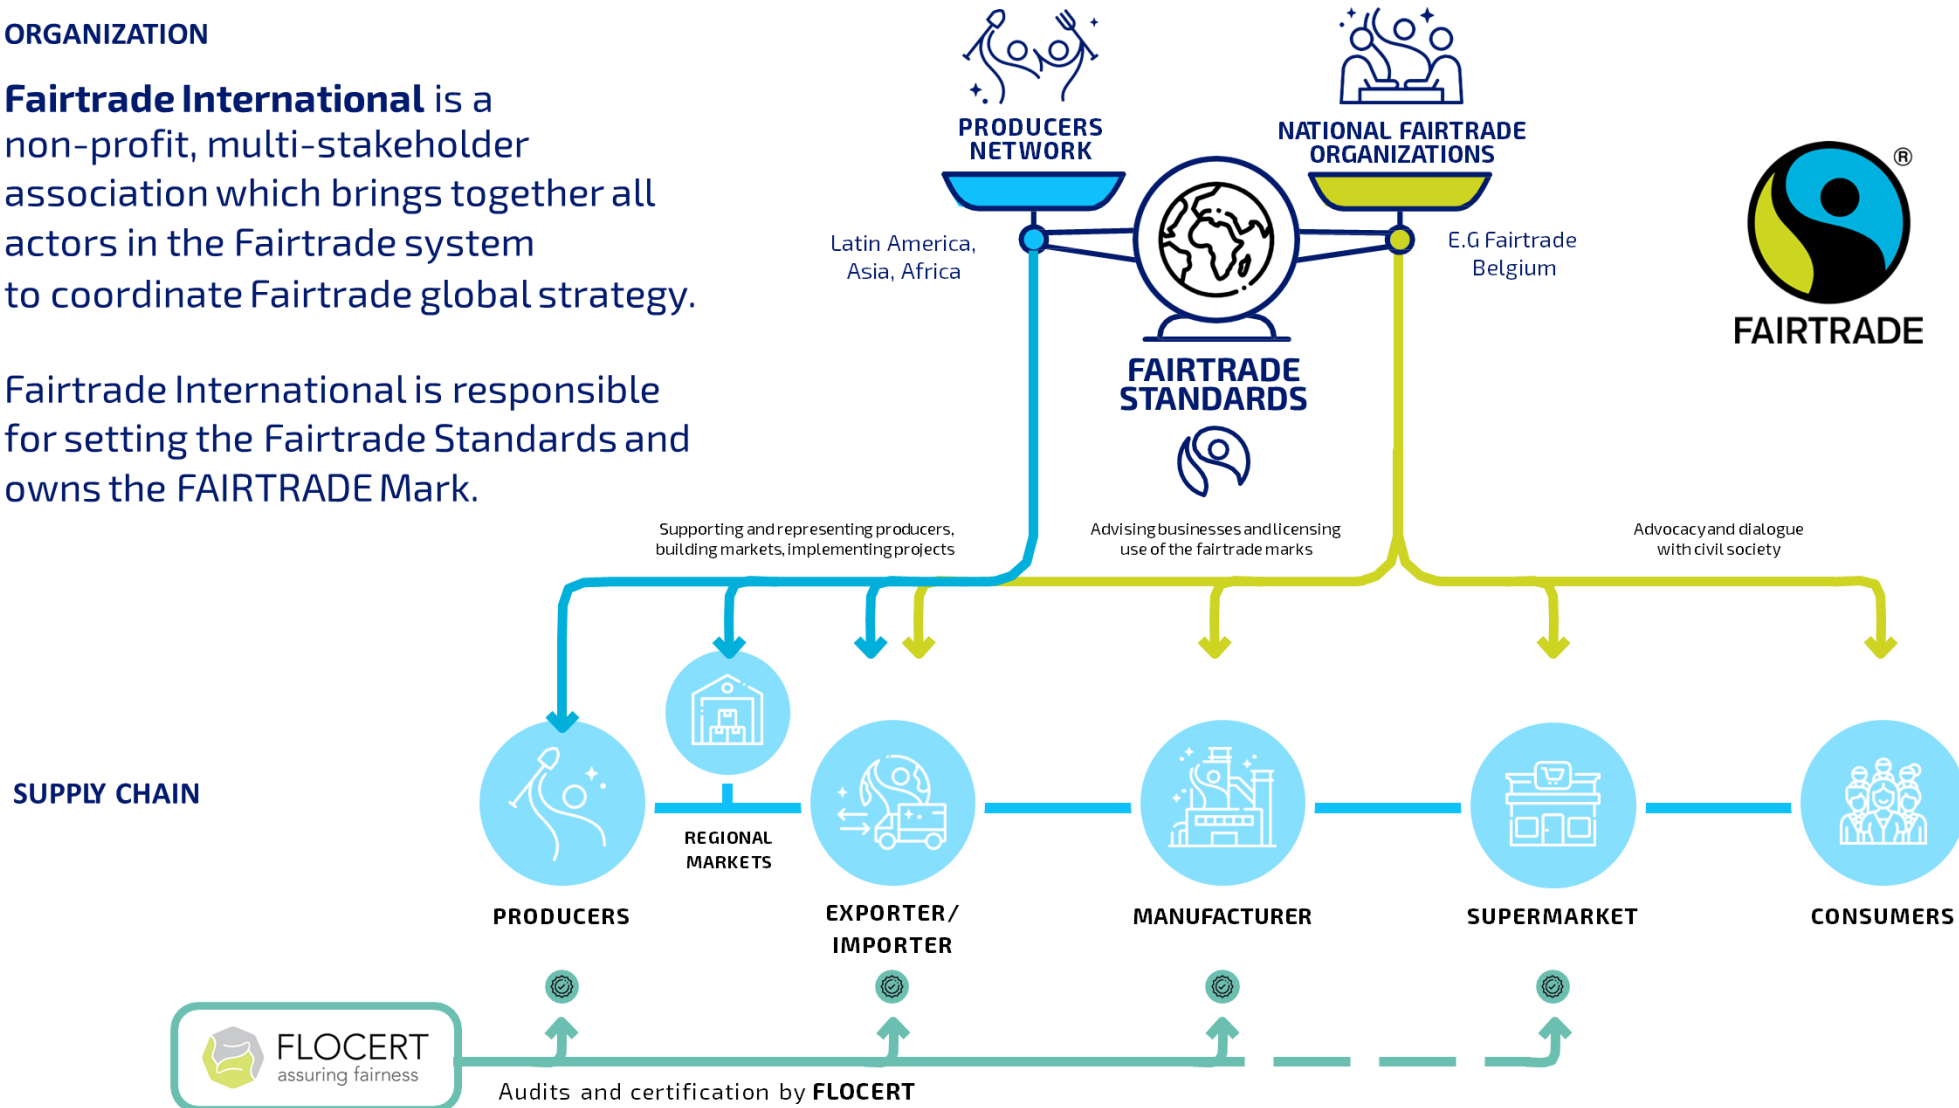 ORGANIZATION
Fairtrade International is a
non-profit, multi-stakeholder
association which brings together all
actors in the Fairtrade system
to coordinate Fairtrade global strategy.
Fairtrade International is responsible
for setting the Fairtrade Standards and
owns the FAIRTRADE Mark.
PRODUCERS
NETWORK
NATIONAL FAIRTRADE
ORGANIZATIONS
Latin America,
Asia, Africa
E.G Fairtrade
Belgium
®
FAIRTRADE
FAIRTRADE
STANDARDS
Supporting and representing producers,
building markets, implementing projects
Advising businesses and licensing
use of the fairtrade marks
Advocacy and dialogue
with civil society
SUPPLY CHAIN
REGIONAL
MARKETS
PRODUCERS
EXPORTER/
IMPORTER
MANUFACTURER
SUPERMARKET
CONSUMERS
FLOCERT
assuring fairness
Audits and certification by FLOCERT